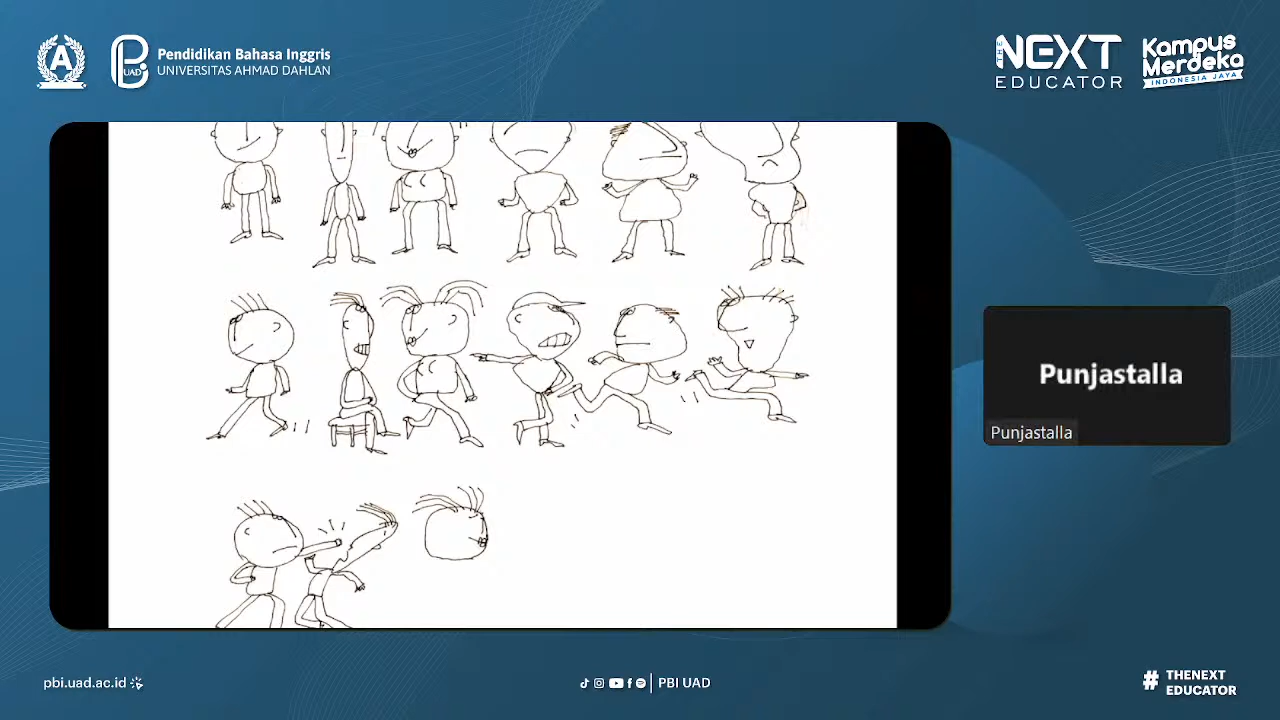 A
UAD
Pendidikan Bahasa Inggris
UNIVERSITAS AHMAD DAHLAN
THE NEXT
EDUCATOR
Kampus
Merdeka
INDONESIA JAYA
Punjastalla
Punjastalla
pbi.uad.ac.id
PBI UAD
# THENEXT
EDUCATOR